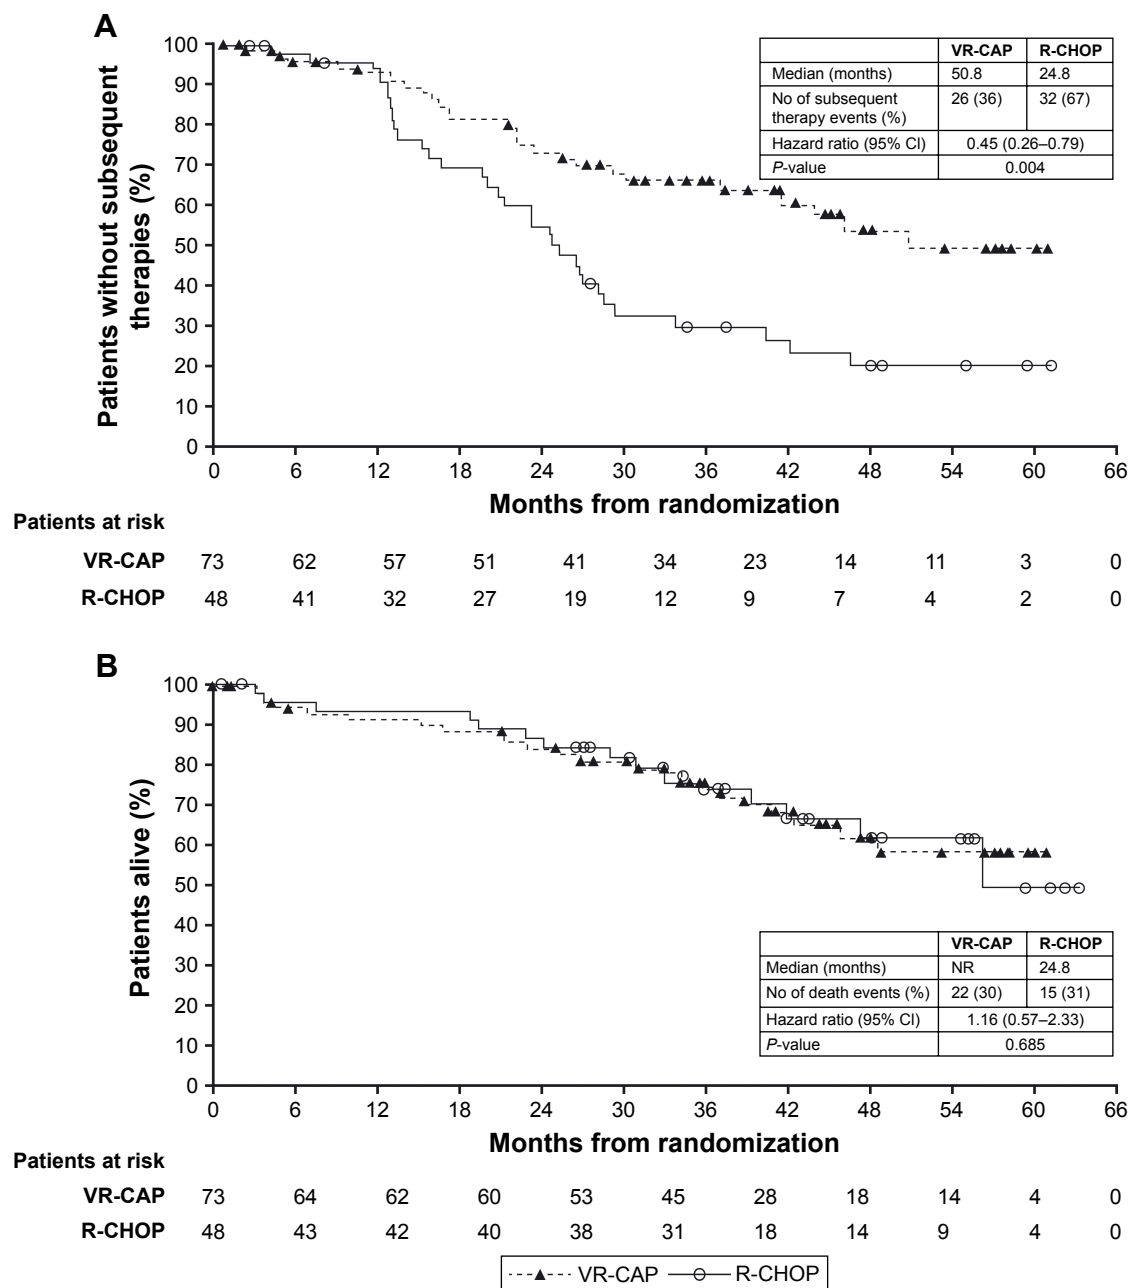 A
Patients without subsequent
therapies (%)
100
90
80
70
60
50
40
30
20
10
0
VR-CAP R-CHOP
Median (months) 50.8 24.8
No of subsequent
therapy events (%) 26 (36) 32 (67)
Hazard ratio (95% CI) 0.45 (0.26–0.79)
P-value 0.004
0 6 12 18 24 30 36 42 48 54 60 66
Months from randomization
Patients at risk
VR-CAP 73 62 57 51 41 34 23 14 11 3 0
R-CHOP 48 41 32 27 19 12 9 7 4 2 0
B
Patients alive (%)
100
90
80
70
60
50
40
30
20
10
0
VR-CAP R-CHOP
Median (months) NR 24.8
No of death events (%) 22 (30) 15 (31)
Hazard ratio (95% CI) 1.16 (0.57–2.33)
P-value 0.685
0 6 12 18 24 30 36 42 48 54 60 66
Months from randomization
Patients at risk
VR-CAP 73 64 62 60 53 45 28 18 14 4 0
R-CHOP 48 43 42 40 38 31 18 14 9 4 0
VR-CAP R-CHOP